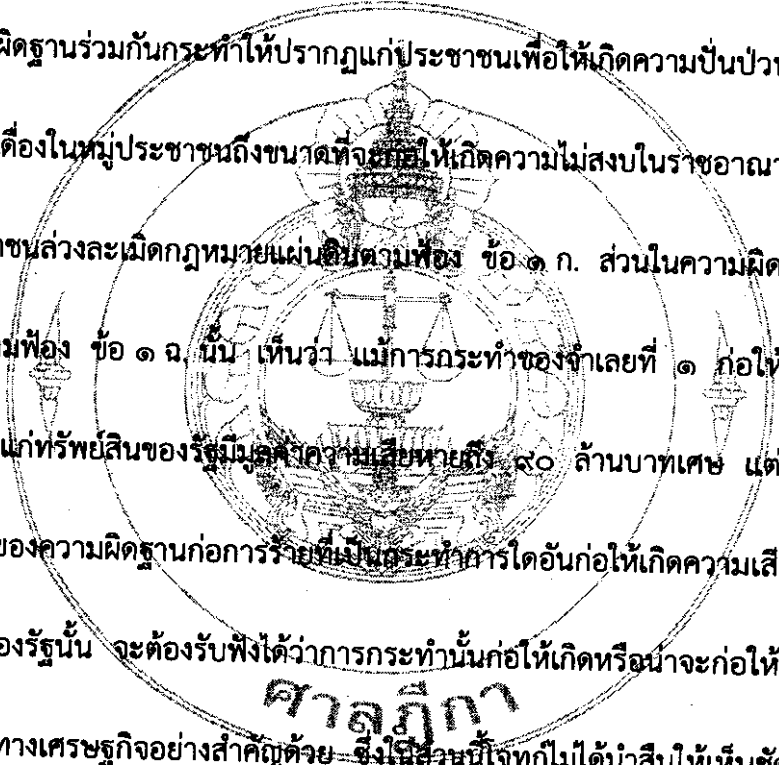 ผิดฐานร่วมกันกระทำให้ปรากฏแก่ประชาชนเพื่อให้เกิดความปั่นป่วน
เดื่องในหมู่ประชาชนถึงขนาดที่จะก่อให้เกิดความไม่สงบในราชอาณา
าชนล่วงละเมิดกฎหมายแผ่นดินตามฟ้อง ข้อ ๑ ก. ส่วนในความผิด
ามฟ้อง ข้อ ๑ ฉ. นั้น เห็นว่า แม้การกระทำของจำเลยที่ ๑ ก่อให้
แก่ทรัพย์สินของรัฐมีมูลค่าความเสียหายถึง ๙๐ ล้านบาทเศษ แต่
ของความผิดฐานก่อการร้ายที่เป็นกระทำการใดอันก่อให้เกิดความเสี
องรัฐนั้น จะต้องรับฟังได้ว่าการกระทำนั้นก่อให้เกิดหรือน่าจะก่อให้
ศาลฎีกา
ทางเศรษฐกิจอย่างสำคัญด้วย ซึ่งในส่วนนี้โจทก์ไม่ได้นำสืบให้เห็นชั